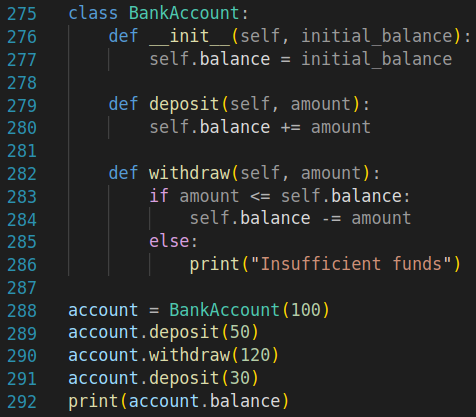 275 class BankAccount:
276     def __init__(self, initial_balance):
277         self.balance = initial_balance
278
279     def deposit(self, amount):
280         self.balance += amount
281
282     def withdraw(self, amount):
283         if amount <= self.balance:
284             self.balance -= amount
285         else:
286             print("Insufficient funds")
287
288 account = BankAccount(100)
289 account.deposit(50)
290 account.withdraw(120)
291 account.deposit(30)
292 print(account.balance)